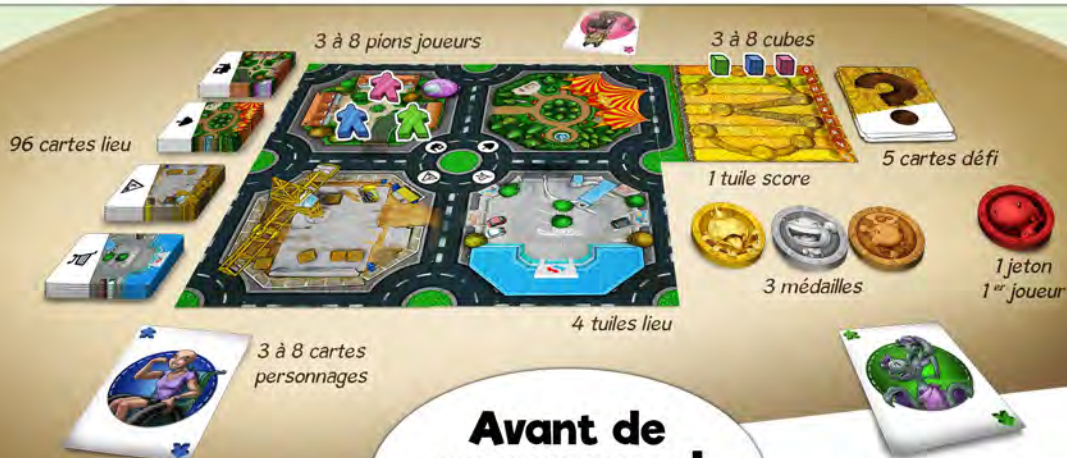 3 à 8 pions joueurs
3 à 8 cubes
96 cartes lieu
5 cartes défi
1 tuile score
3 médailles
1 jeton
1er joueur
4 tuiles lieu
3 à 8 cartes
personnages
Avant de